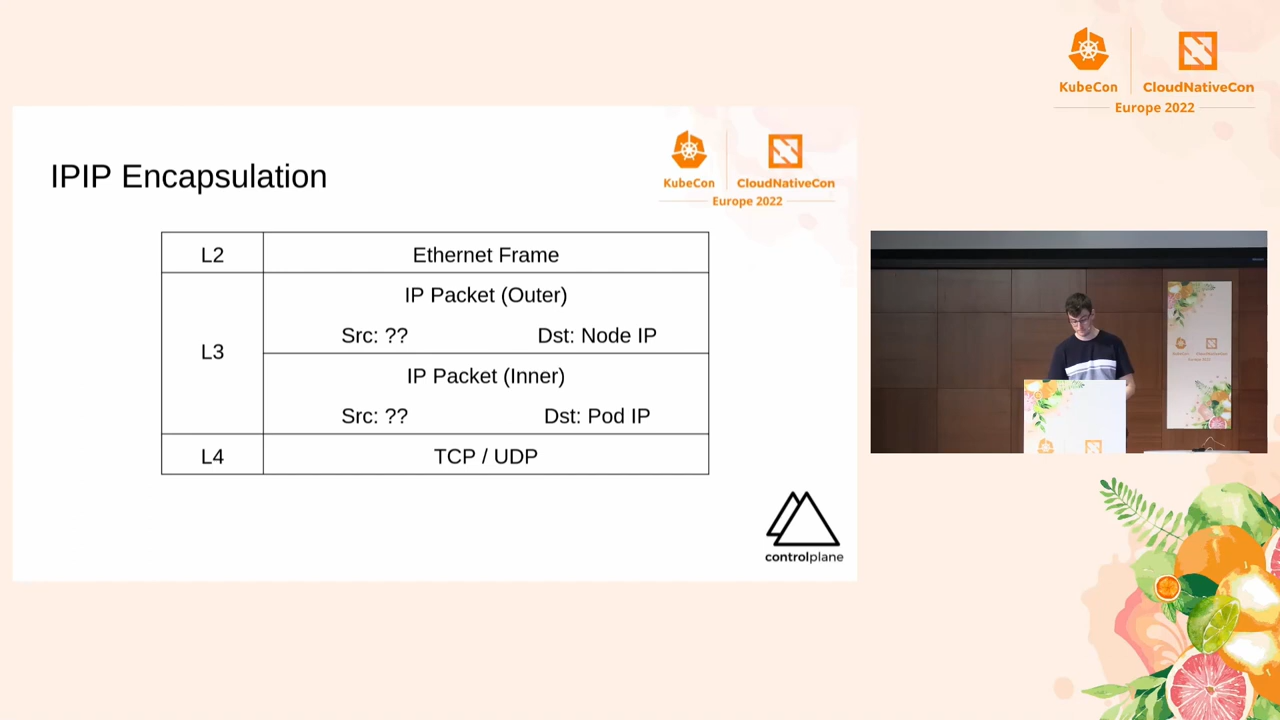 KubeCon
CloudNativeCon
Europe 2022
IPIP Encapsulation
KubeCon
CloudNativeCon
Europe 2022
L2
Ethernet Frame
L3
IP Packet (Outer)
Src: ??
Dst: Node IP
IP Packet (Inner)
Src: ??
Dst: Pod IP
L4
TCP / UDP
controlplane